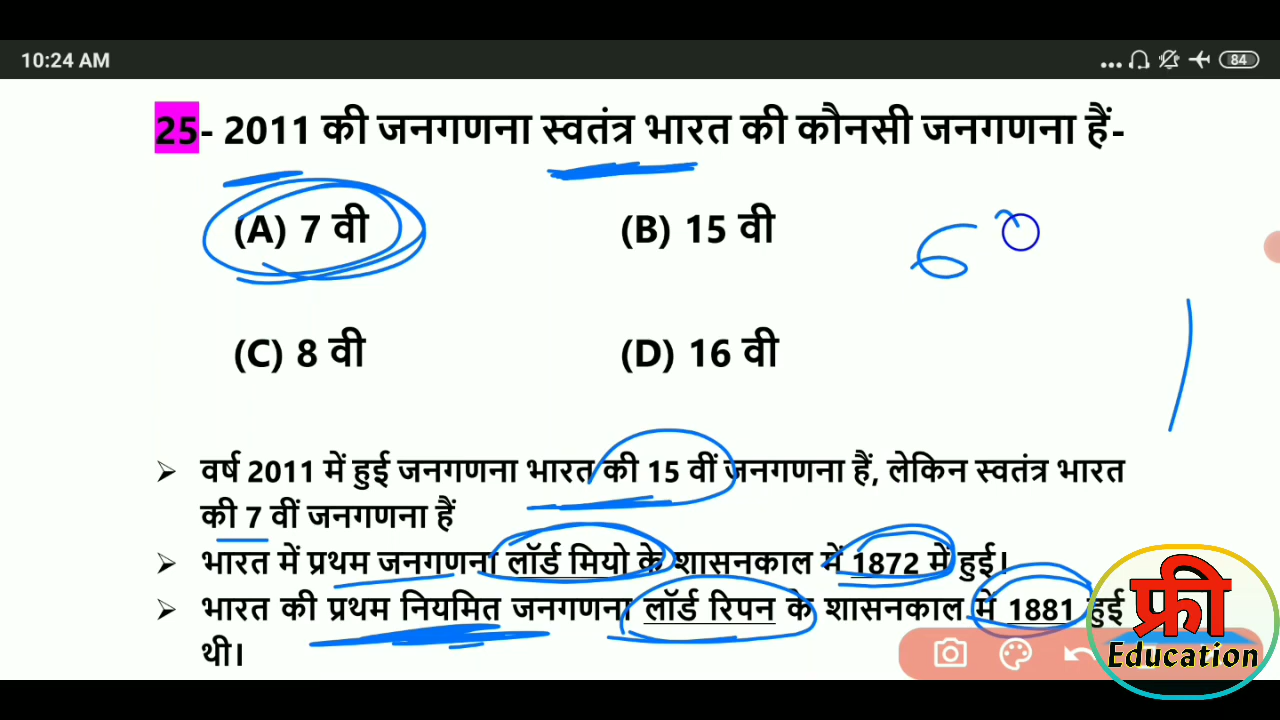 10:24 AM
84
25- 2011 की जनगणना स्वतंत्र भारत की कौनसी जनगणना हैं-
(A) 7 वी (B) 15 वी
(C) 8 वी (D) 16 वी
वर्ष 2011 में हुई जनगणना भारत की 15 वीं जनगणना हैं, लेकिन स्वतंत्र भारत
की 7 वीं जनगणना हैं
भारत में प्रथम जनगणना लॉर्ड मियो के शासनकाल में 1872 में हुई।
भारत की प्रथम नियमित जनगणना लॉर्ड रिपन के शासनकाल में 1881 हुई
थी।
फ्री
Education